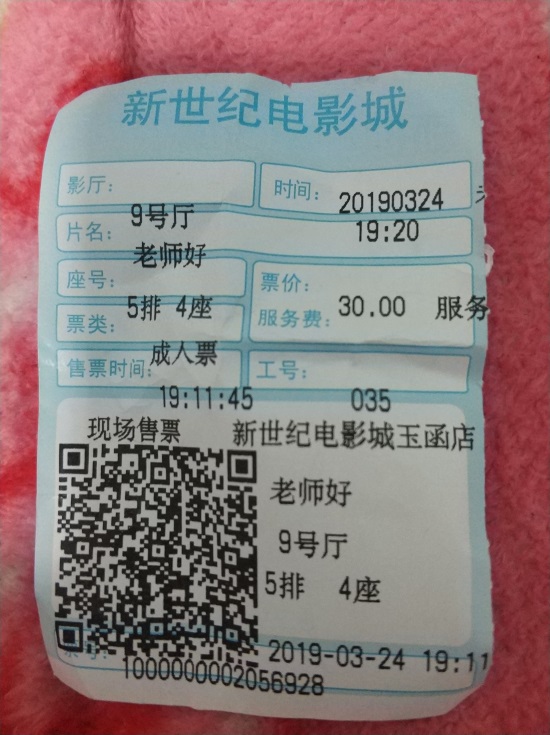 新世纪电影城
影厅:
时间: 20190324
9号厅
19:20
片名:
老师好
座号:
票价:
5排 4座
服务费: 30.00 服务
票类:
成人票
售票时间:
工号:
19:11:45
035
现场售票 新世纪电影城玉函店
老师好
9号厅
5排 4座
2019-03-24 19:11
1000000002056928